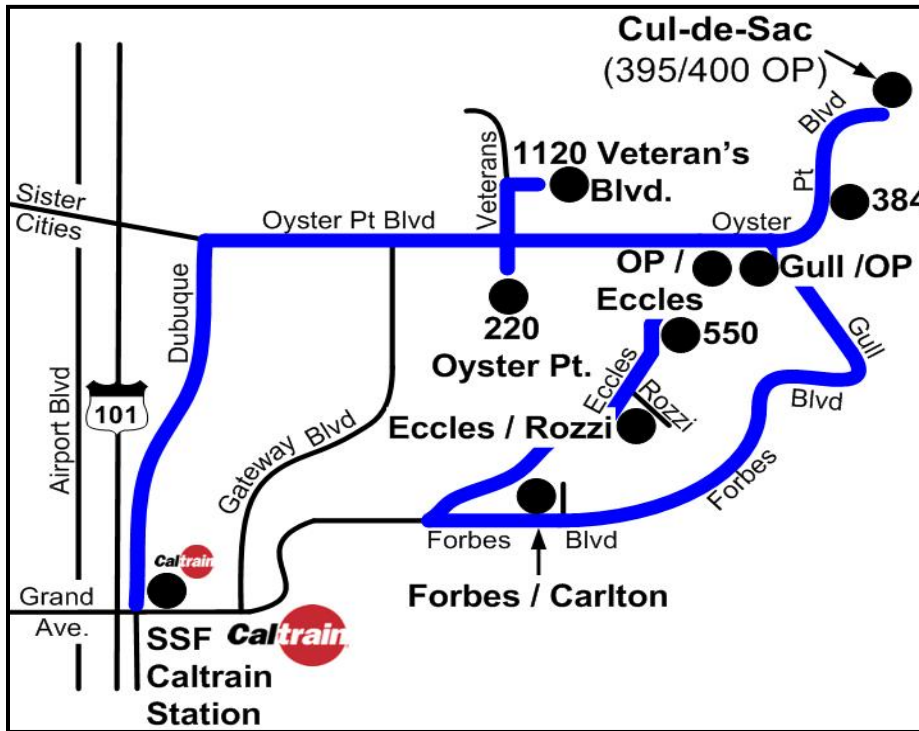 Cul-de-Sac
(395/400 OP)
Blvd
Pt
384
1120 Veteran's
Blvd.
Veterans
Sister
Cities
Oyster Pt Blvd
Oyster
OP /
Eccles
Gull /OP
220
Oyster Pt.
550
Dubuque
Gull
Blvd
Eccles
Rozzi
Airport Blvd
101
Gateway Blvd
Eccles / Rozzi
Forbes
Forbes
Blvd
Forbes / Carlton
Caltrain
Grand
Ave.
SSF
Caltrain
Station
Caltrain